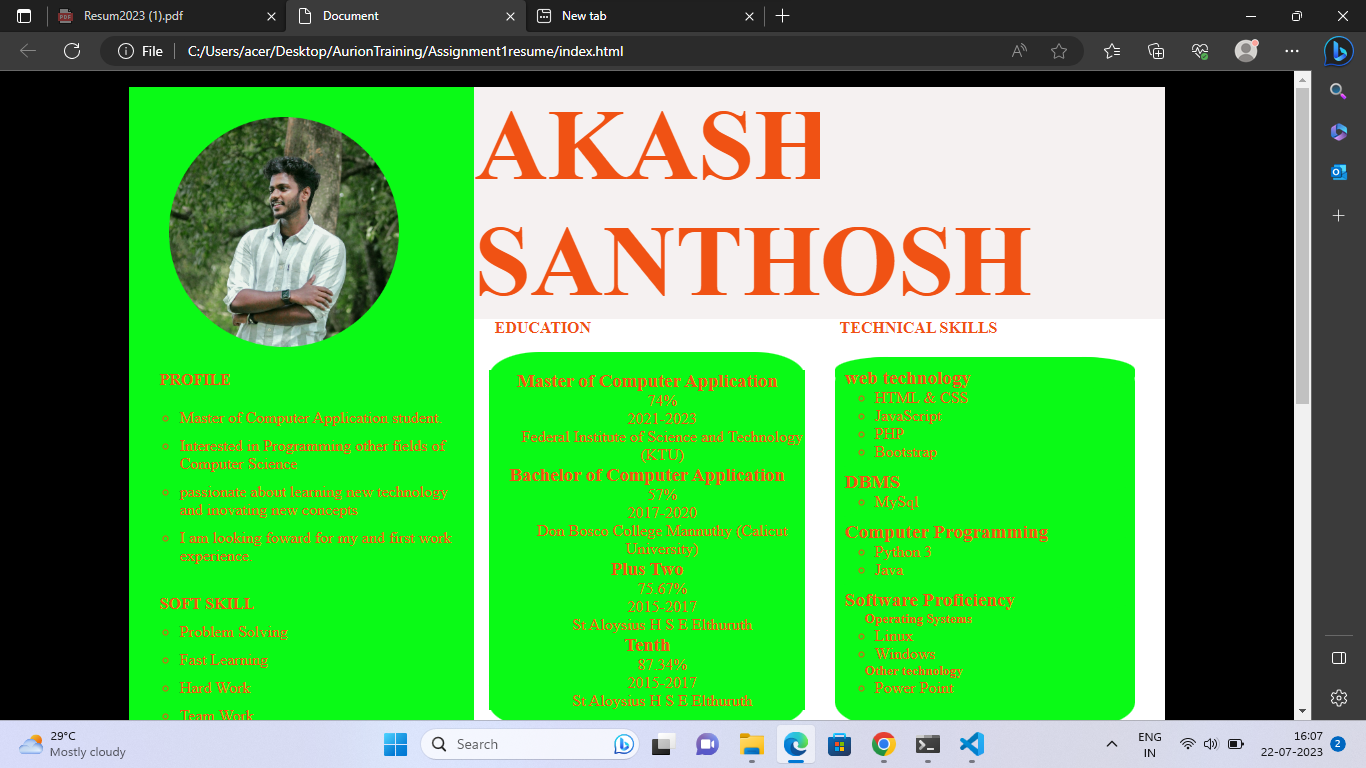 Resum2023 (1).pdf
Document
New tab
File
C:/Users/acer/Desktop/AurionTraining/Assignment1resume/index.html
AKASH
SANTHOSH
PROFILE
Master of Computer Application student.
Interested in Programming other fields of
Computer Science
passionate about learning new technology
and inovating new concepts
I am looking foward for my and first work
experience.
SOFT SKILL
Problem Solving
Fast Learning
Hard Work
Team Work
EDUCATION
Master of Computer Application
74%
2021-2023
Federal Institute of Science and Technology
(KTU)
Bachelor of Computer Application
57%
2017-2020
Don Bosco College Mannuthy (Calicut
University)
Plus Two
75.67%
2015-2017
St Aloysius H S E Elthuruth
Tenth
87.34%
2015-2017
St Aloysius H S E Elthuruth
TECHNICAL SKILLS
web technology
HTML & CSS
JavaScript
PHP
Bootstrap
DBMS
MySql
Computer Programming
Python 3
Java
Software Proficiency
Operating Systems
Linux
Windows
Other technology
Power Point
29°C
Mostly cloudy
Search
ENG
IN
16:07
22-07-2023
2